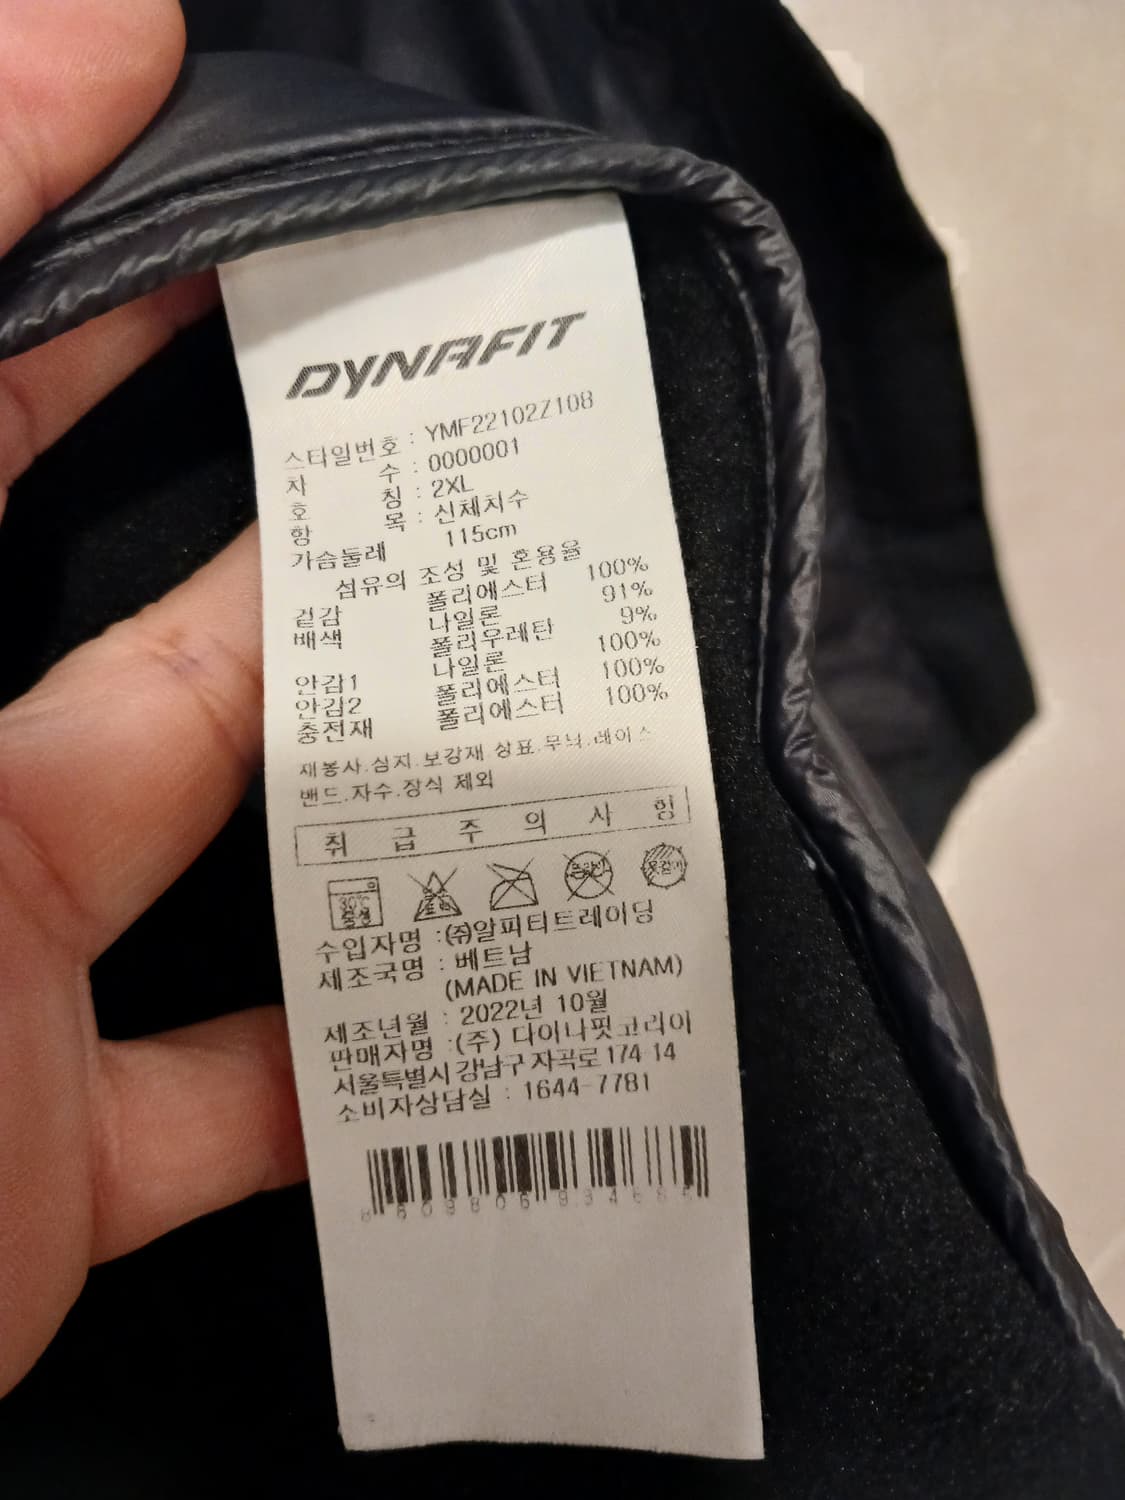 DYNAFIT
스타일번호 : YMF22102Z108
차 수 : 0000001
호 칭 : 2XL
항 목 : 신체치수
가슴둘레 115cm
섬유의 조성 및 혼용율
겉감 폴리에스터 100%
배색 나일론 91%
폴리우레탄 9%
안감1 나일론 100%
안감2 폴리에스터 100%
충전재 폴리에스터 100%
재봉사.심지.보강재.상표.무늬.레이스
밴드.자수.장식 제외
취 급 주 의 사 항
30℃ 중성
수입자명 : ㈜알피티트레이딩
제조국명 : 베트남
(MADE IN VIETNAM)
제조년월 : 2022년 10월
판매자명 : (주) 다이나핏코리아
서울특별시 강남구 자곡로 174-14
소비자상담실 : 1644-7781